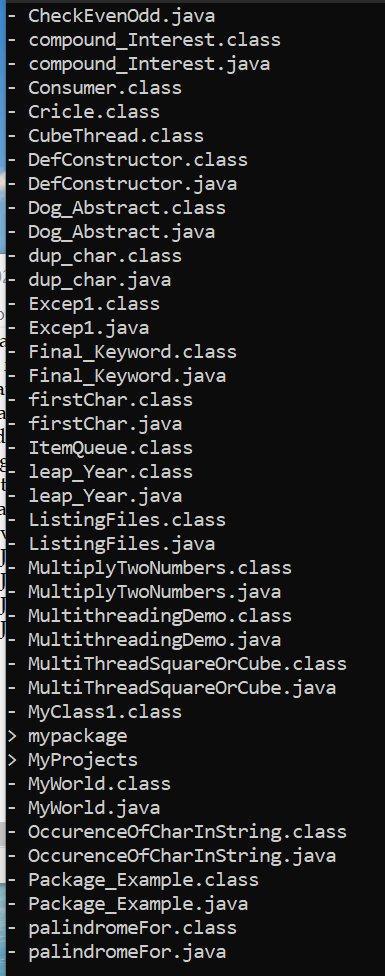 - CheckEvenOdd.java
- compound_Interest.class
- compound_Interest.java
- Consumer.class
- Cricle.class
- CubeThread.class
- DefConstructor.class
- DefConstructor.java
- Dog_Abstract.class
- Dog_Abstract.java
- dup_char.class
- dup_char.java
- Excep1.class
- Excep1.java
- Final_Keyword.class
- Final_Keyword.java
- firstChar.class
- firstChar.java
- ItemQueue.class
- leap_Year.class
- leap_Year.java
- ListingFiles.class
- ListingFiles.java
- MultiplyTwoNumbers.class
- MultiplyTwoNumbers.java
- MultithreadingDemo.class
- MultithreadingDemo.java
- MultiThreadSquareOrCube.class
- MultiThreadSquareOrCube.java
- MyClass1.class
> mypackage
> MyProjects
- MyWorld.class
- MyWorld.java
- OccurenceOfCharInString.class
- OccurenceOfCharInString.java
- Package_Example.class
- Package_Example.java
- palindromeFor.class
- palindromeFor.java